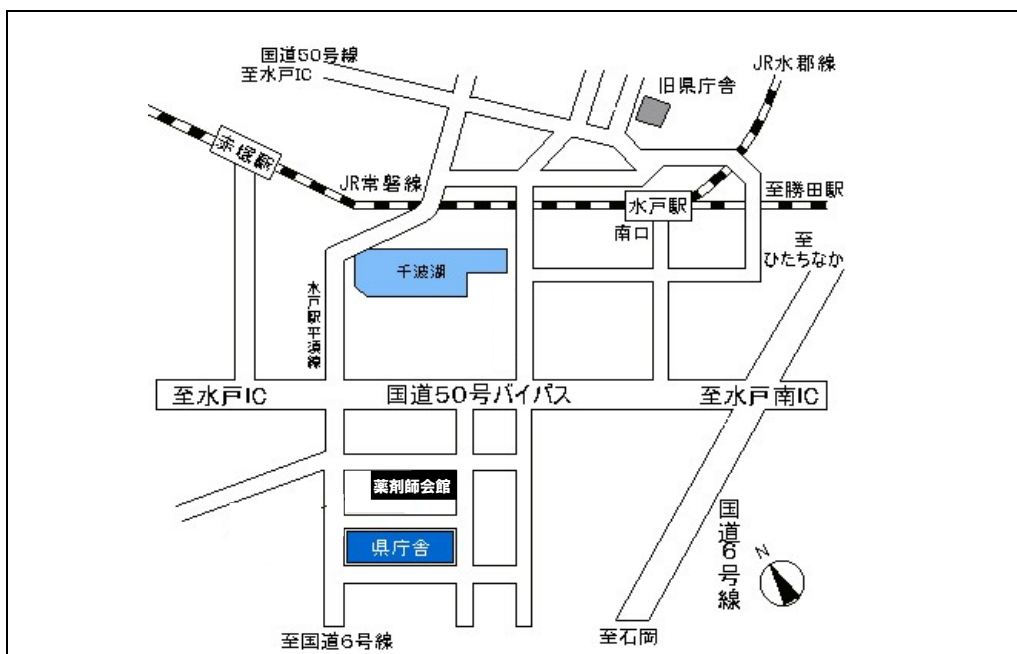 国道50号線
至水戸IC
JR水郡線
旧県庁舎
赤塚駅
JR常磐線
水戸駅
至勝田駅
南口
至
ひたちなか
千波湖
水戸駅平須線
至水戸IC
国道50号バイパス
至水戸南IC
薬剤師会館
国道6号線
県庁舎
N
至国道6号線
至石岡